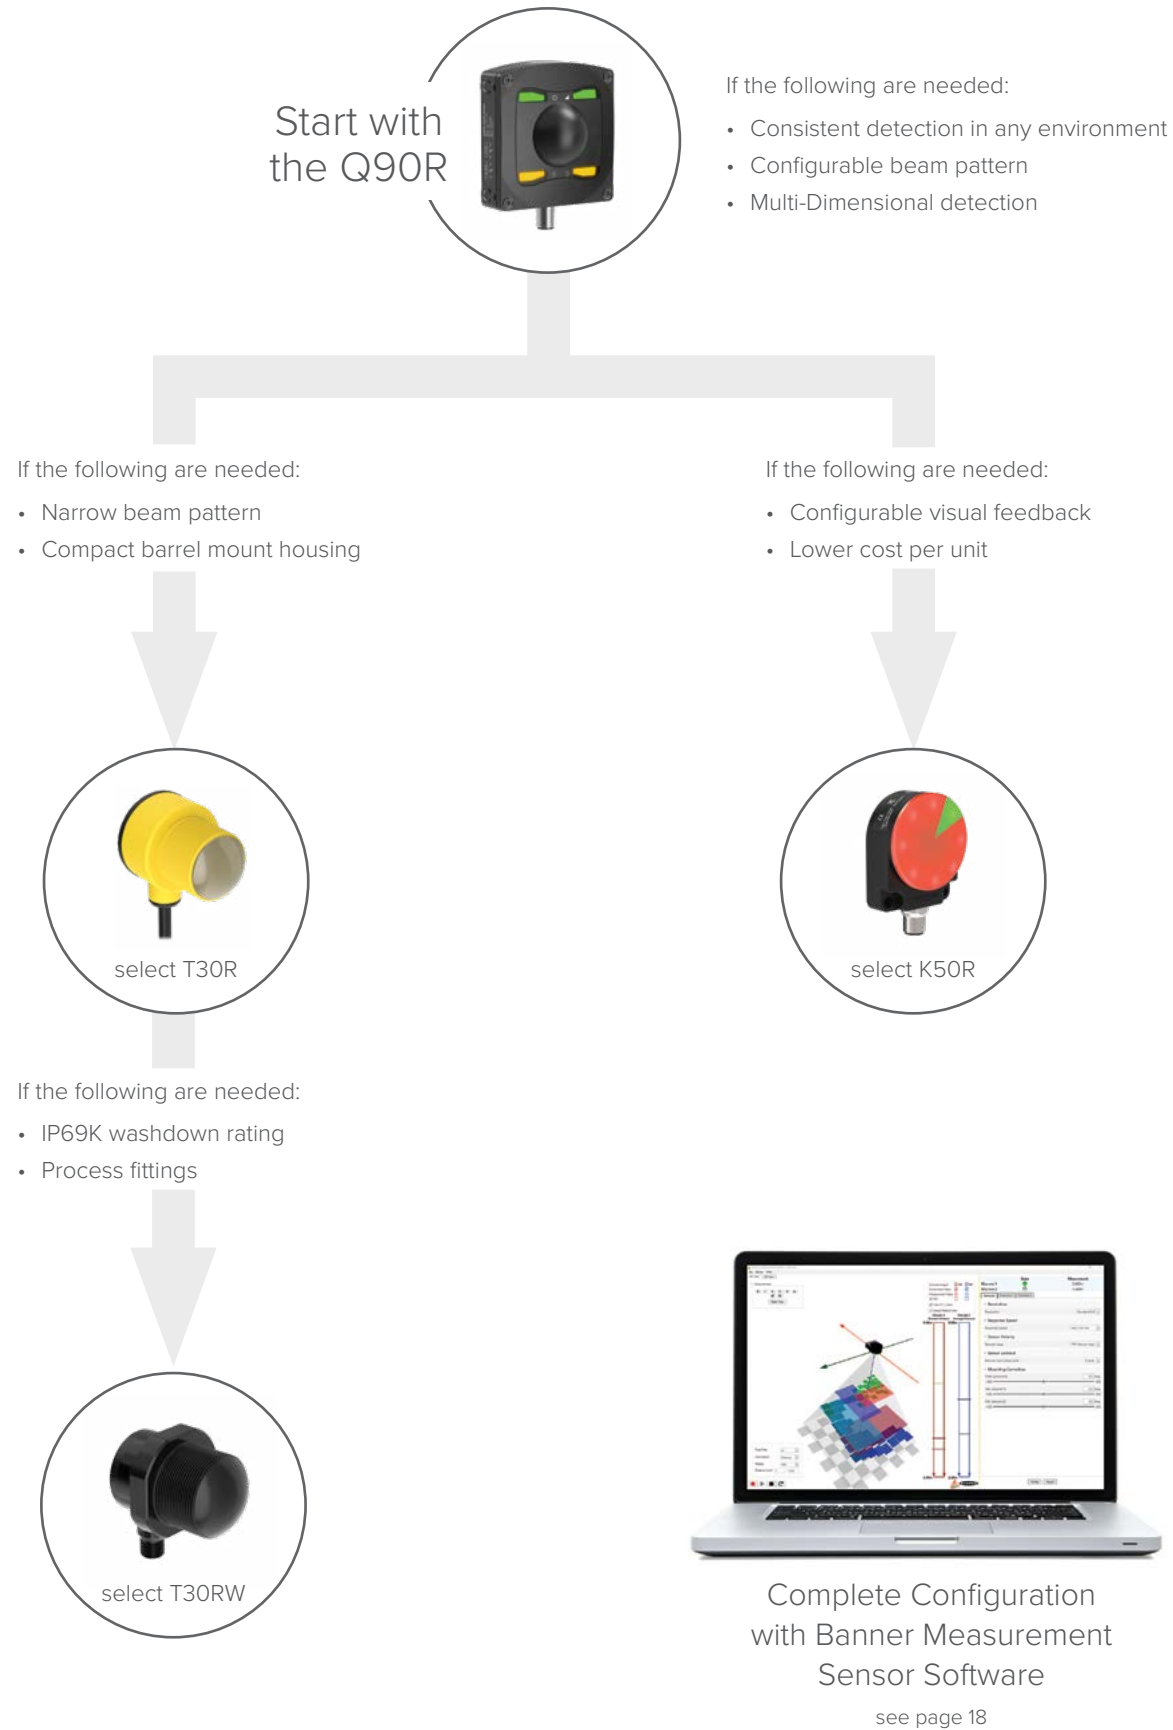 Start with
the Q90R
If the following are needed:
• Consistent detection in any environment
• Configurable beam pattern
• Multi-Dimensional detection
If the following are needed:
• Narrow beam pattern
• Compact barrel mount housing
If the following are needed:
• Configurable visual feedback
• Lower cost per unit
select T30R
select K50R
If the following are needed:
• IP69K washdown rating
• Process fittings
select T30RW
Complete Configuration
with Banner Measurement
Sensor Software
see page 18